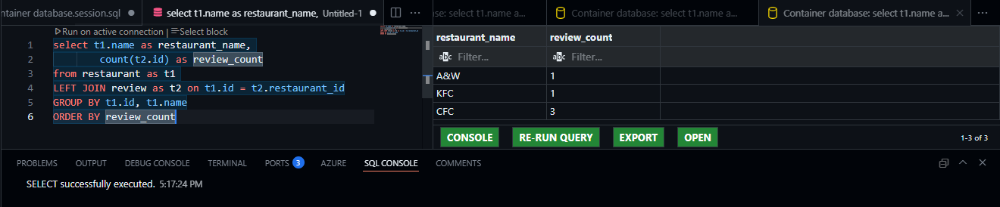 ntainer database.session.sql
select t1.name as restaurant_name, Untitled-1
ase: select t1.name a...
Container database: select t1.name a...
Container database: select t1.name a...
Run on active connection | Select block
1 select t1.name as restaurant_name,
2 count(t2.id) as review_count
3 from restaurant as t1
4 LEFT JOIN review as t2 on t1.id = t2.restaurant_id
5 GROUP BY t1.id, t1.name
6 ORDER BY review_count
restaurant_name review_count
abc Filter... abc Filter...
A&W 1
KFC 1
CFC 3
CONSOLE RE-RUN QUERY EXPORT OPEN 1-3 of 3
PROBLEMS OUTPUT DEBUG CONSOLE TERMINAL PORTS 3 AZURE SQL CONSOLE COMMENTS
SELECT successfully executed. 5:17:24 PM